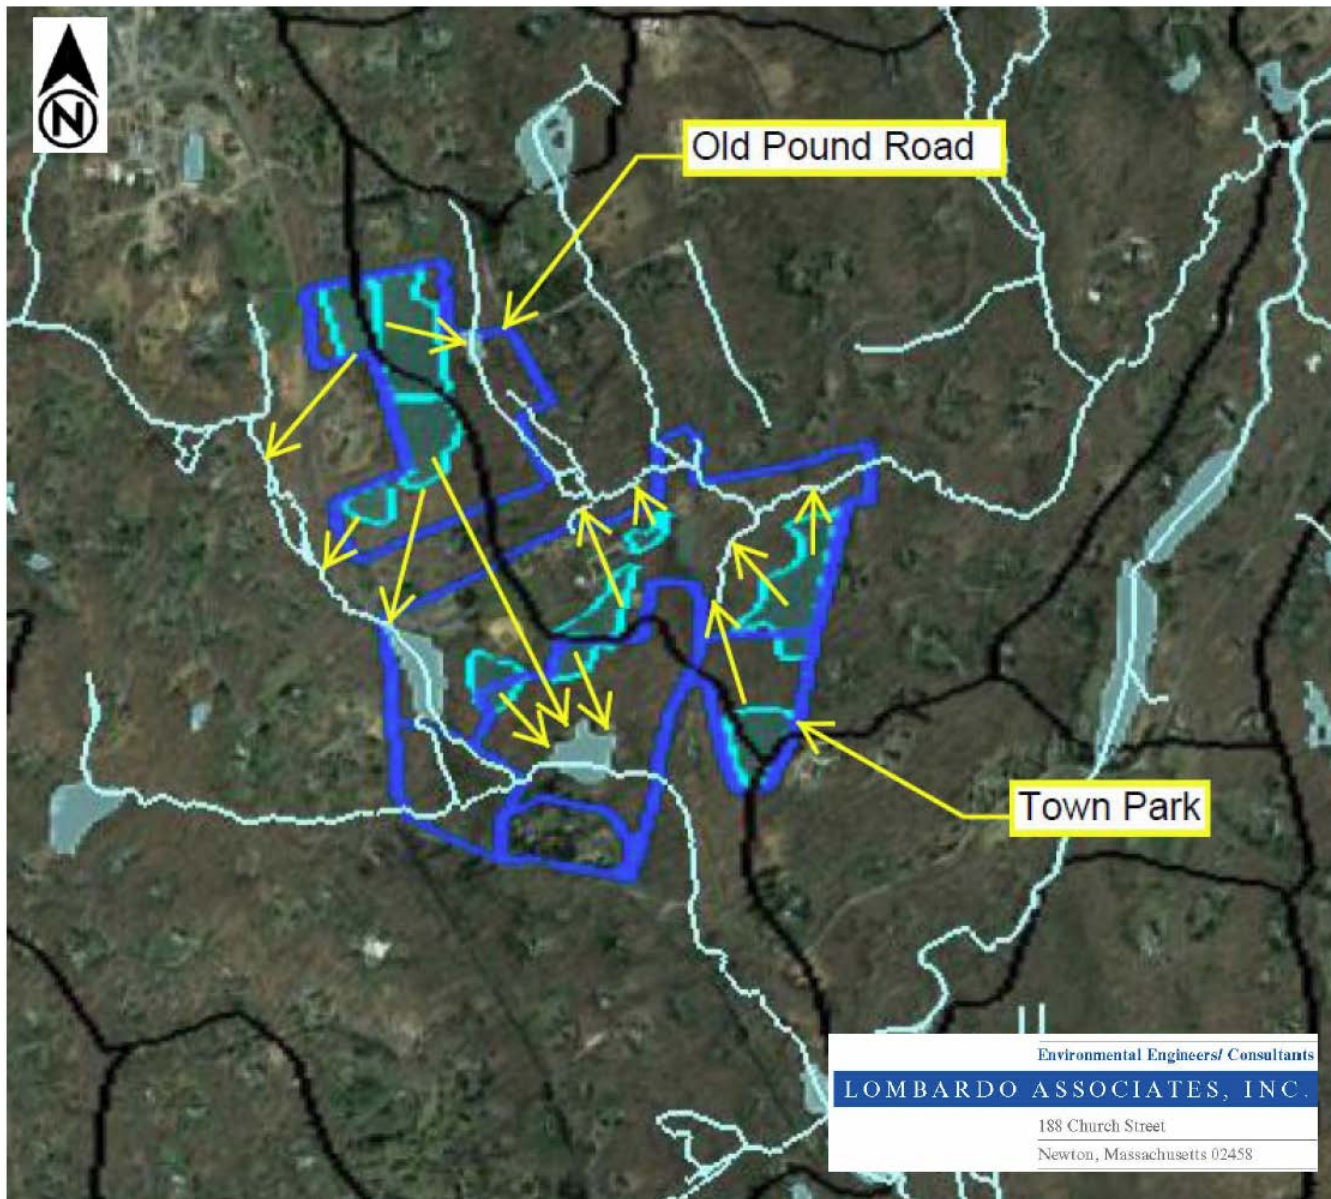 N
Old Pound Road
Town Park
Environmental Engineers/ Consultants
LOMBARDO ASSOCIATES, INC.
188 Church Street
Newton, Massachusetts 02458